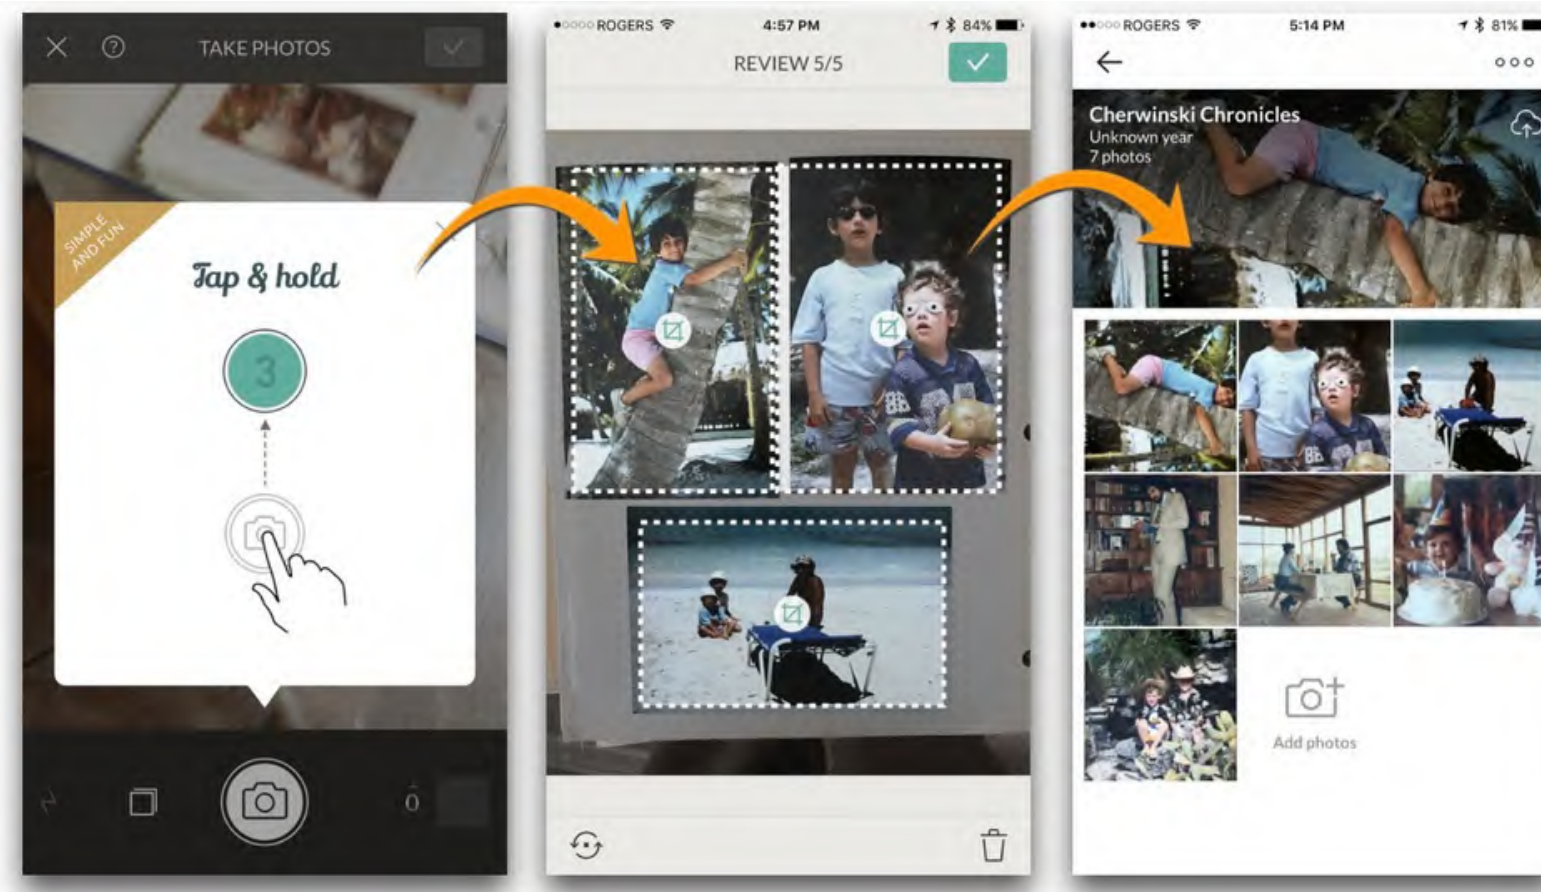 TAKE PHOTOS
SIMPLE
AND FUN
Tap & hold
3
ROGERS 4:57 PM 84%
REVIEW 5/5
ROGERS 5:14 PM 81%
Cherwinski Chronicles
Unknown year
7 photos
Add photos